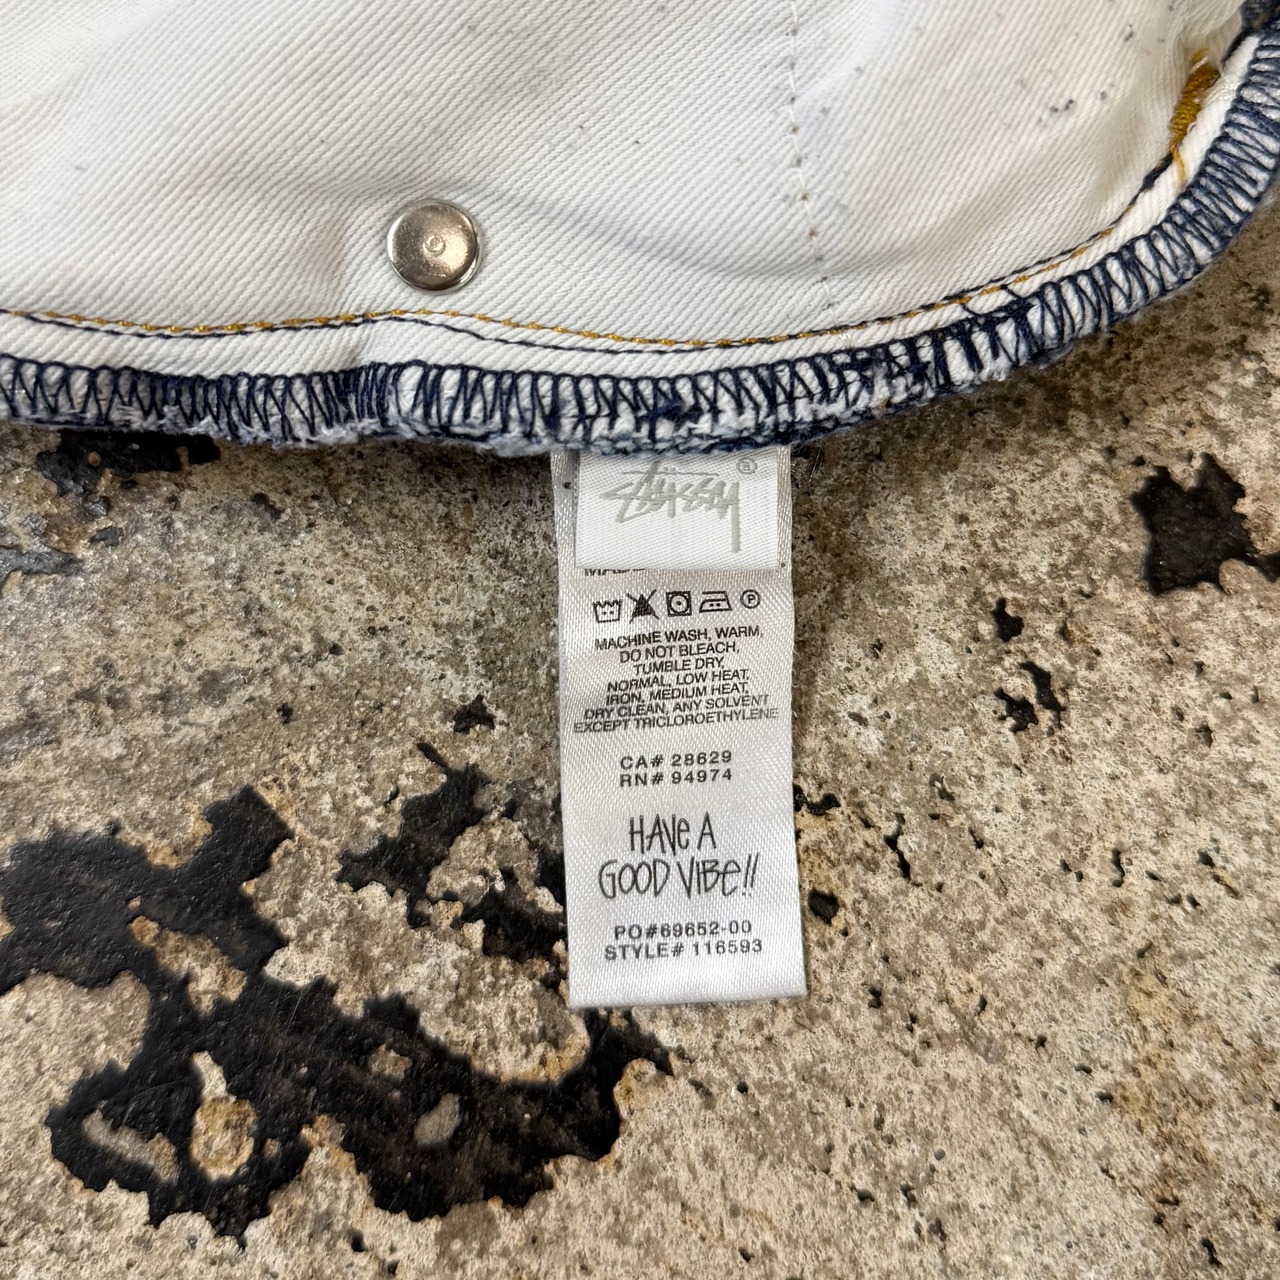 STÜSSY ®
MADE
MACHINE WASH, WARM,
DO NOT BLEACH,
TUMBLE DRY,
NORMAL, LOW HEAT,
IRON, MEDIUM HEAT,
DRY CLEAN, ANY SOLVENT
EXCEPT TRICLOROETHYLENE
CA# 28629
RN# 94974
HAVe A
GOOD VIBe!!
PO#69652-00
STYLE# 116593